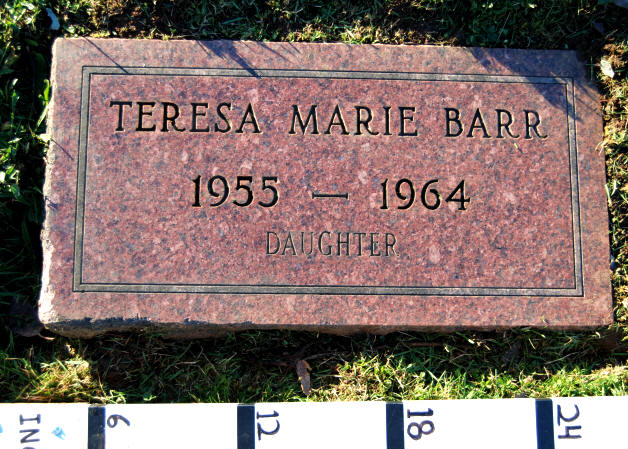 TERESA MARIE BARR
1955 — 1964
DAUGHTER
6 12 18 24